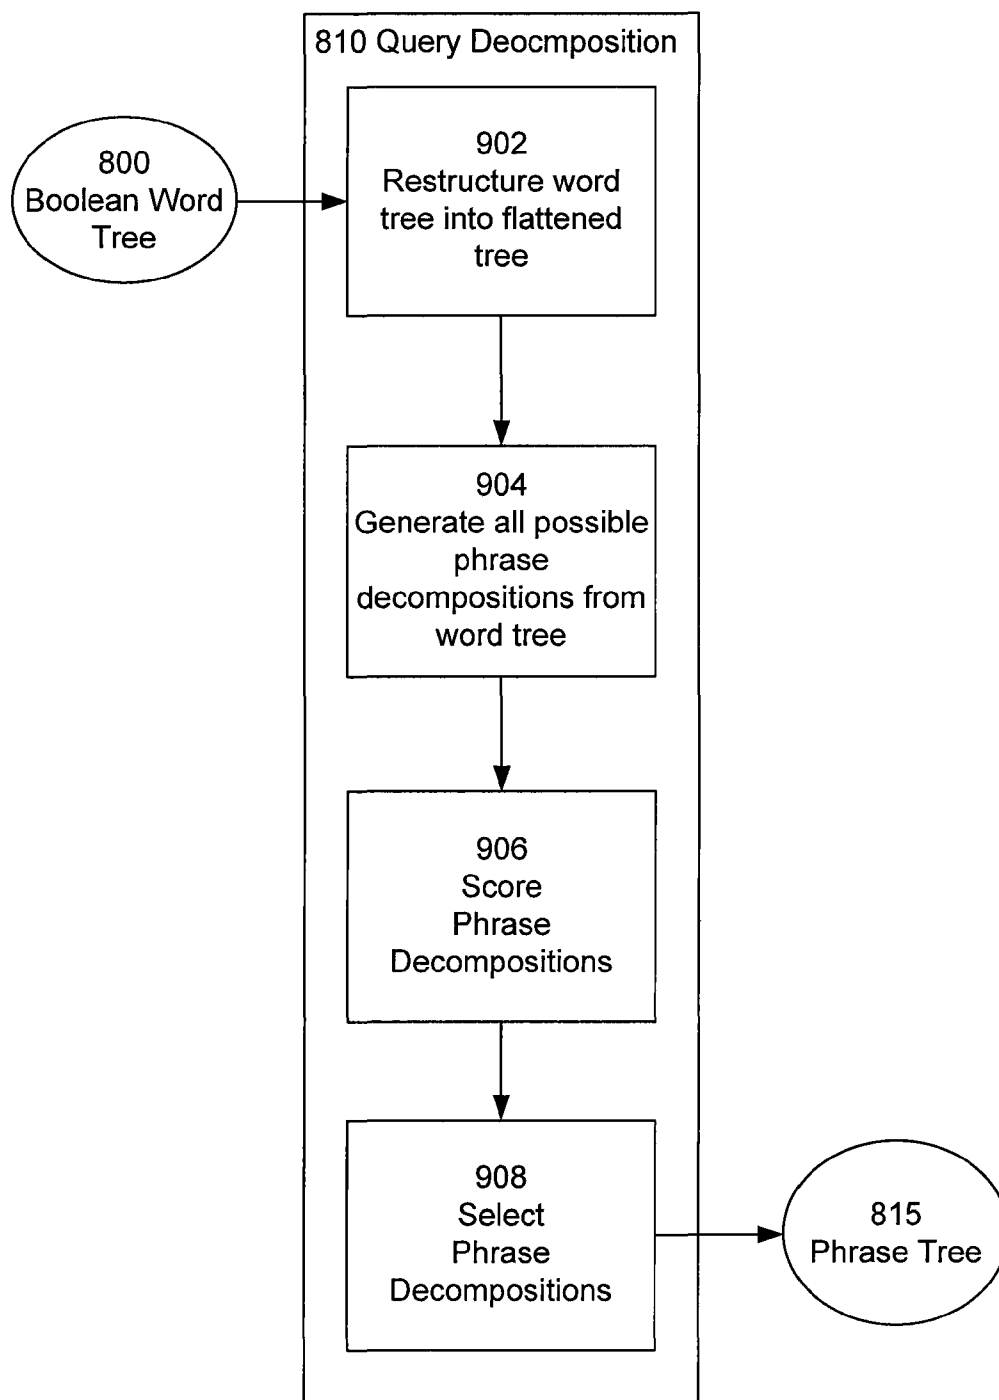 810 Query Deocmposition
800
Boolean Word
Tree
902
Restructure word
tree into flattened
tree
904
Generate all possible
phrase
decompositions from
word tree
906
Score
Phrase
Decompositions
908
Select
Phrase
Decompositions
815
Phrase Tree